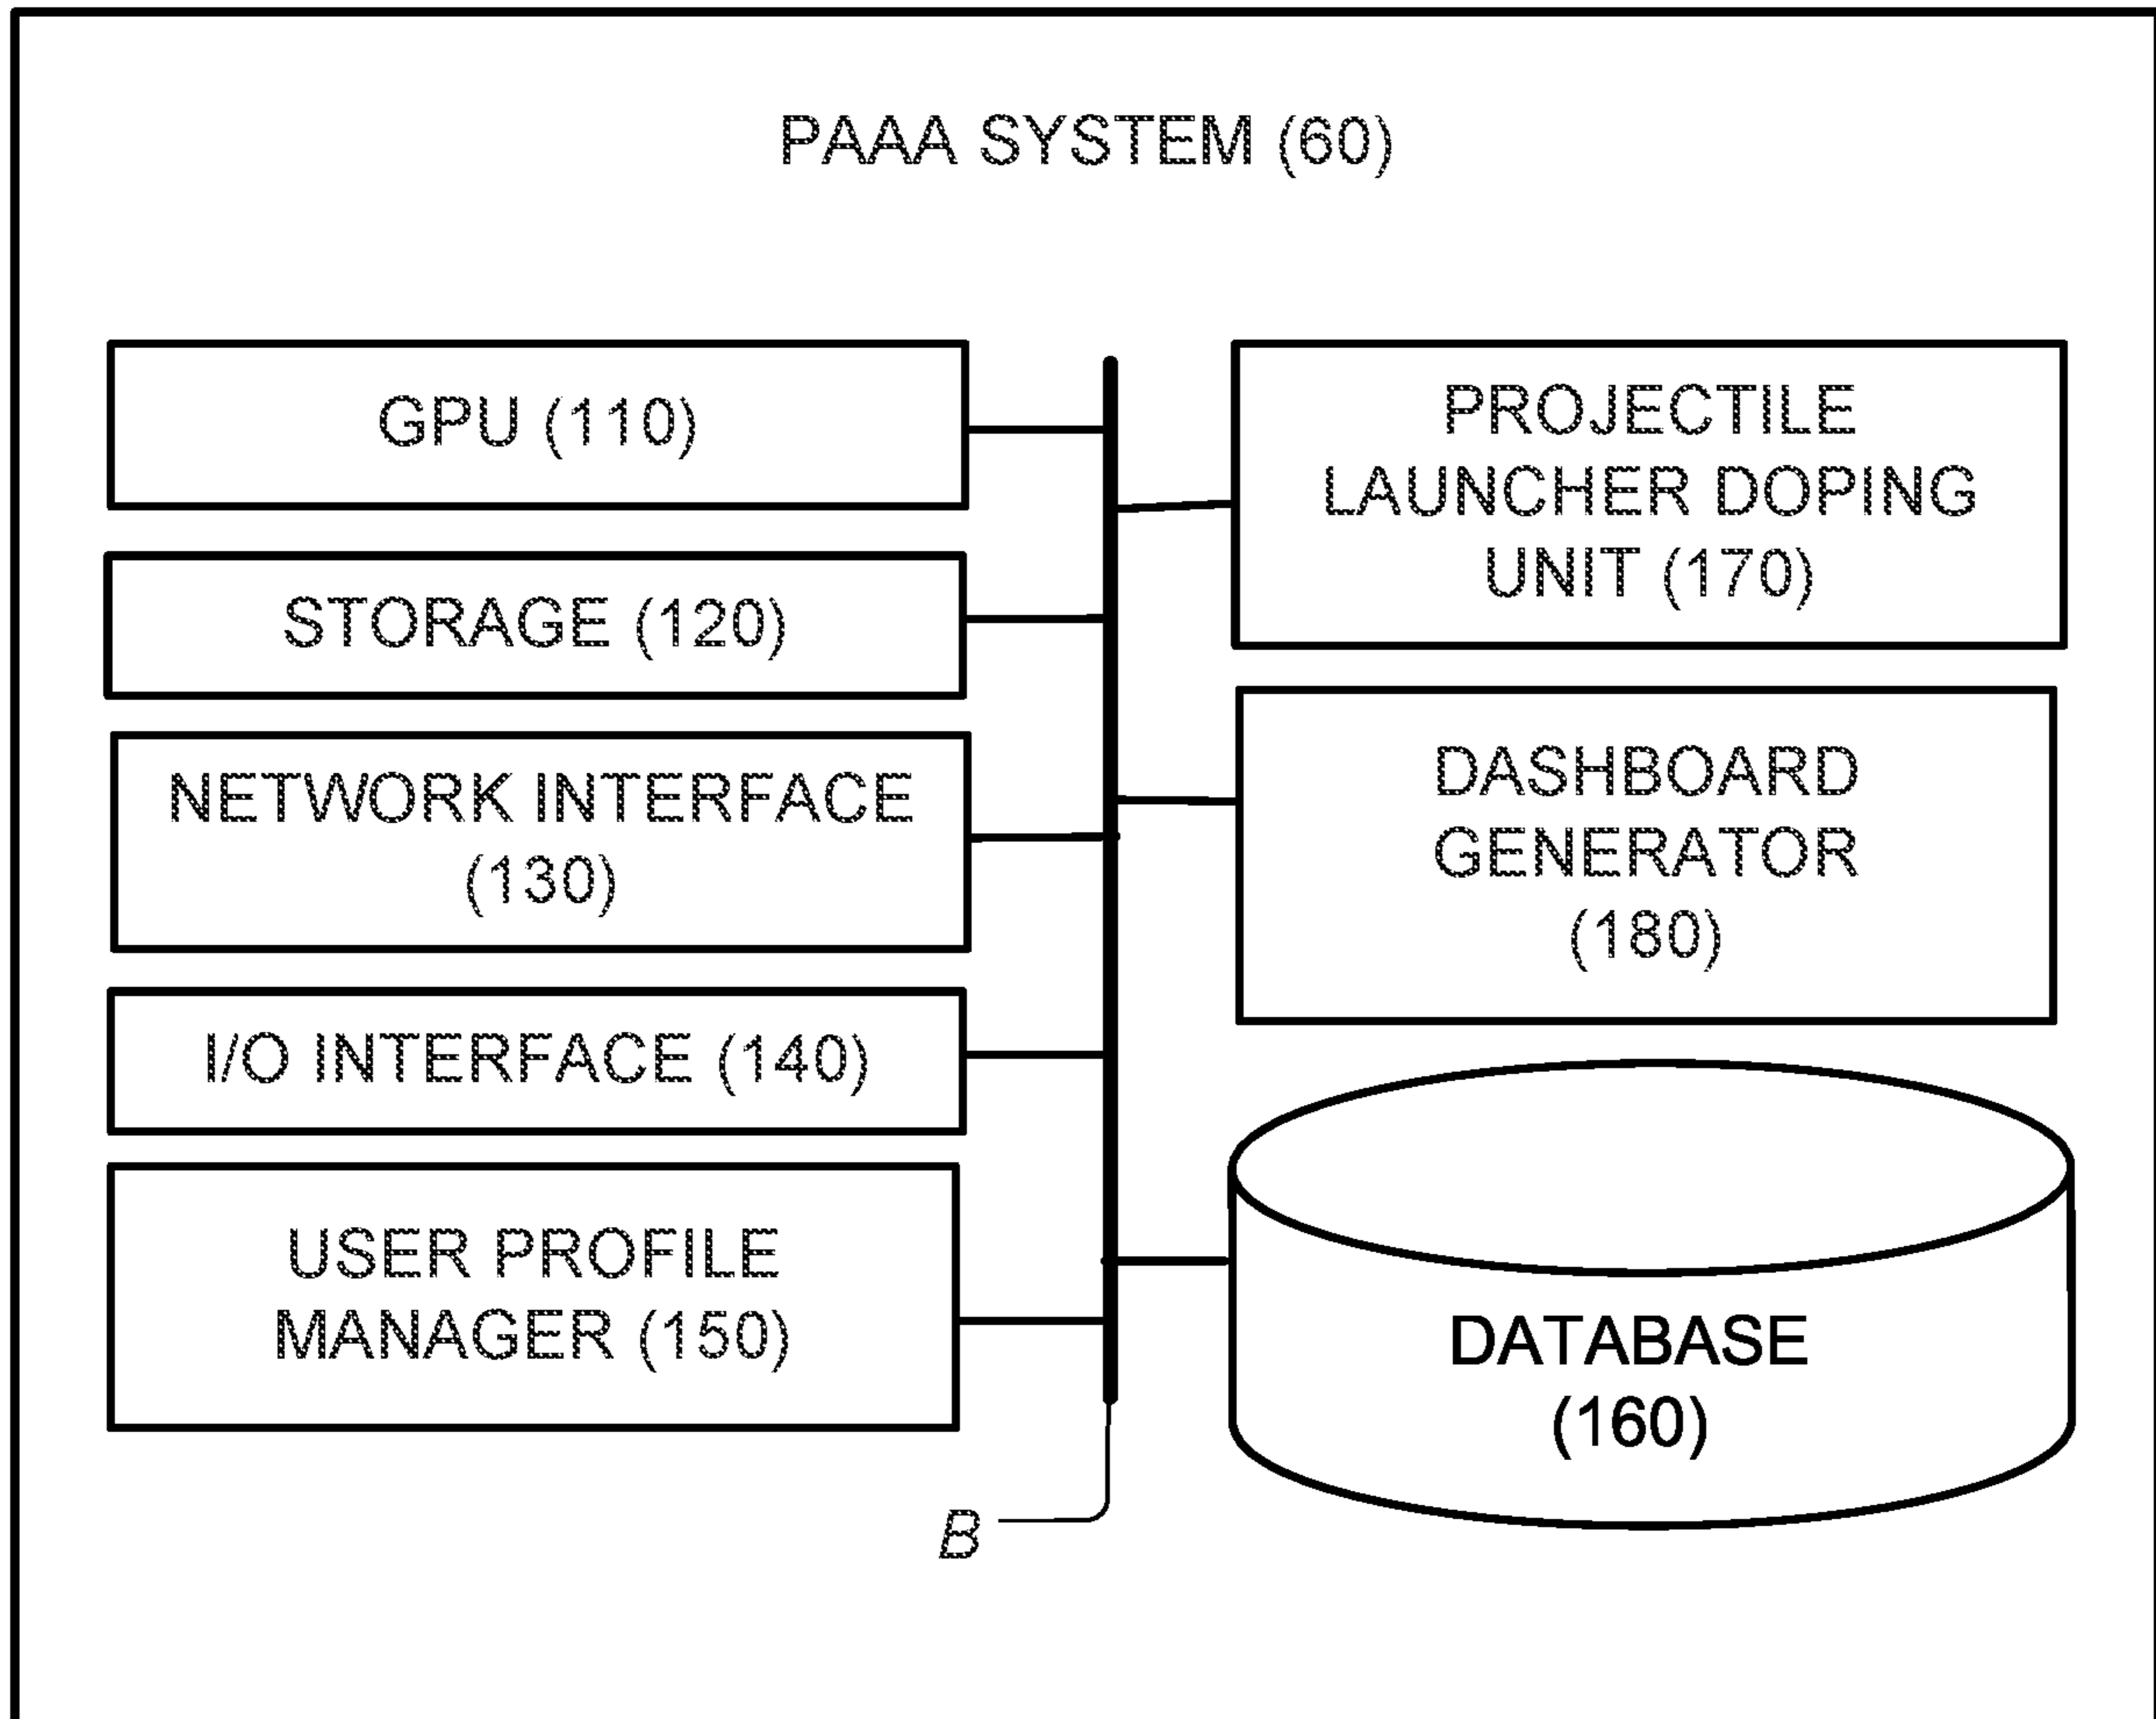 PAAA SYSTEM (60)
GPU (110)
STORAGE (120)
NETWORK INTERFACE
(130)
I/O INTERFACE (140)
USER PROFILE
MANAGER (150)
PROJECTILE
LAUNCHER DOPING
UNIT (170)
DASHBOARD
GENERATOR
(180)
DATABASE
(160)
B